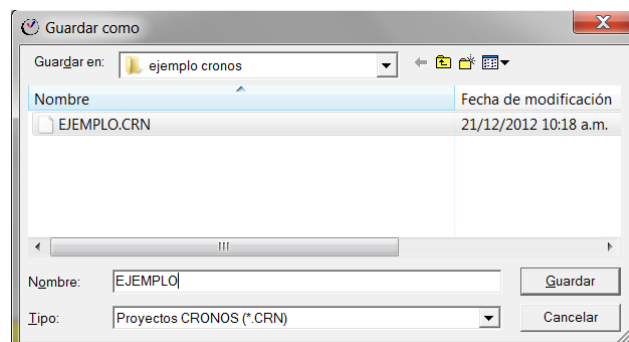 Guardar como
Guardar en: ejemplo cronos
Nombre Fecha de modificación
EJEMPLO.CRN 21/12/2012 10:18 a.m.
Nombre: EJEMPLO Guardar
Tipo: Proyectos CRONOS (*.CRN) Cancelar